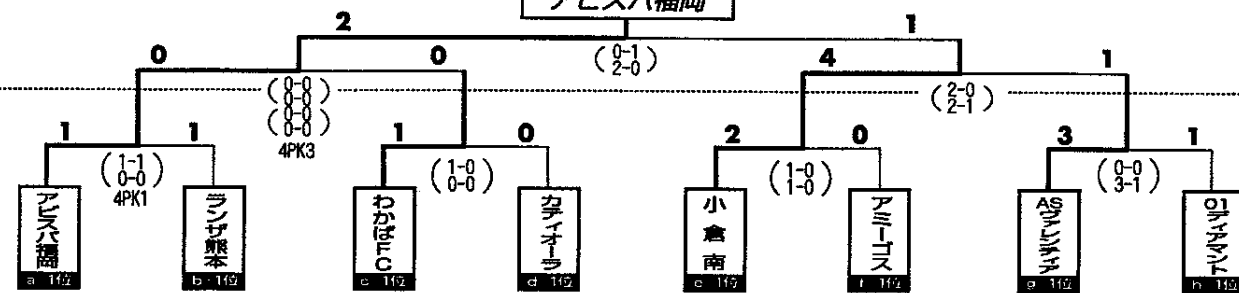 アビスパ福岡
2
1
(0-1
2-0)
0
0
4
1
(0-0
0-0)
(0-0
0-0)
4PK3
(2-0
2-1)
1
1
1
0
2
0
3
1
(1-1
0-0)
4PK1
(1-0
0-0)
(1-0
1-0)
(0-0
3-1)
アビスパ福岡
ランザ熊本
わかばFC
カティオーラ
小倉南
アミーゴス
ASヴァレンティア
01ディアマント
a 1位
b 1位
c 1位
d 1位
e 1位
f 1位
g 1位
h 1位